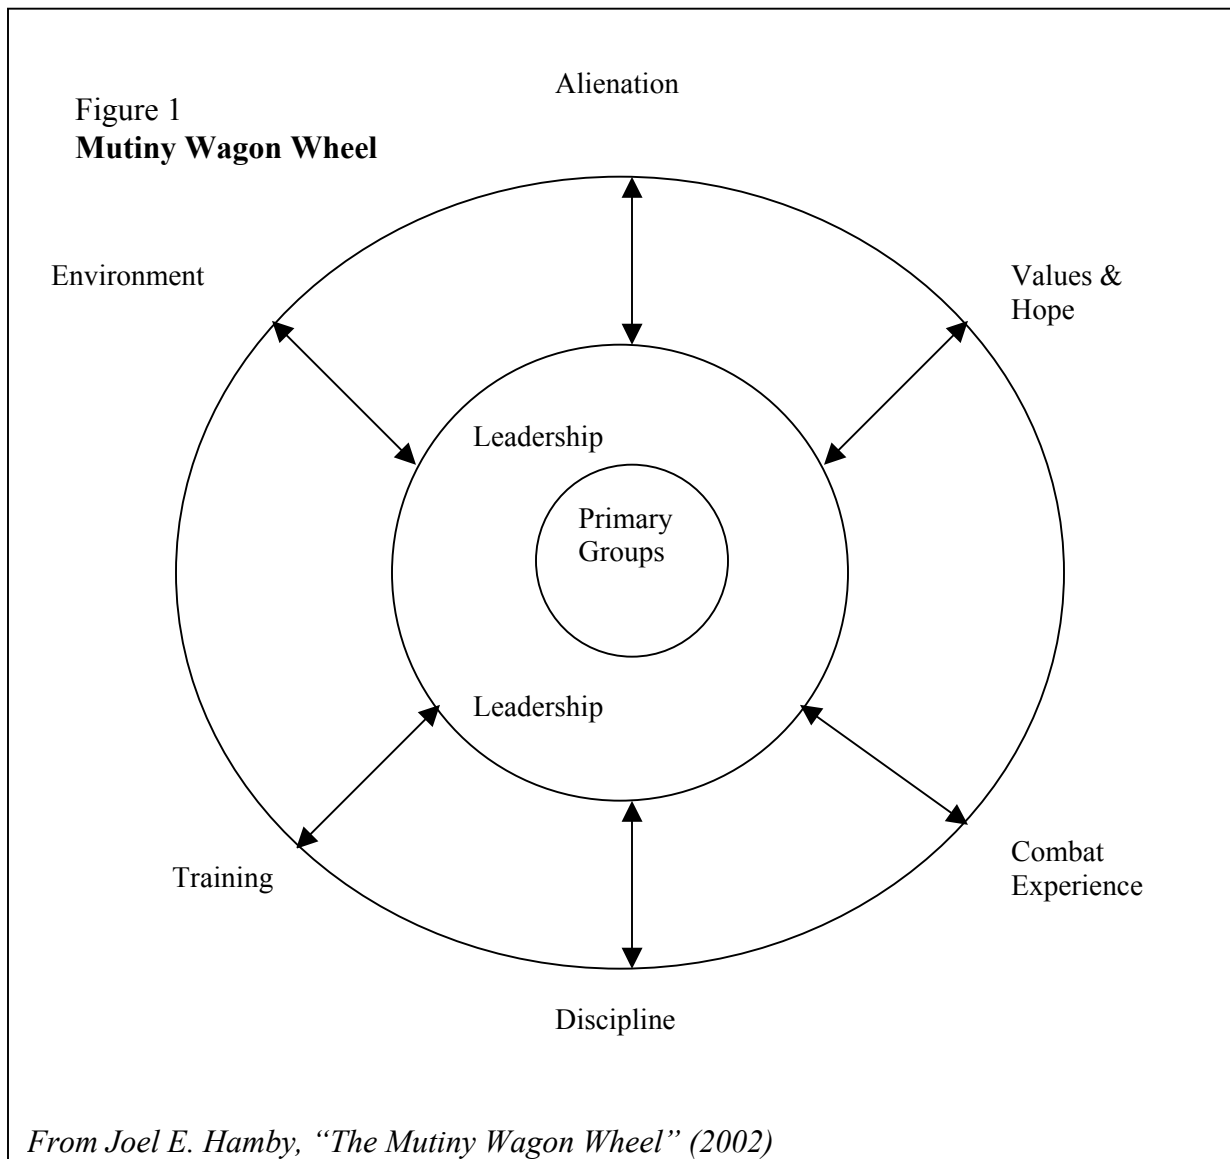 Alienation
Figure 1
Mutiny Wagon Wheel
Environment
Values &
Hope
Leadership
Primary
Groups
Leadership
Combat
Experience
Training
Discipline
From Joel E. Hamby, “The Mutiny Wagon Wheel” (2002)